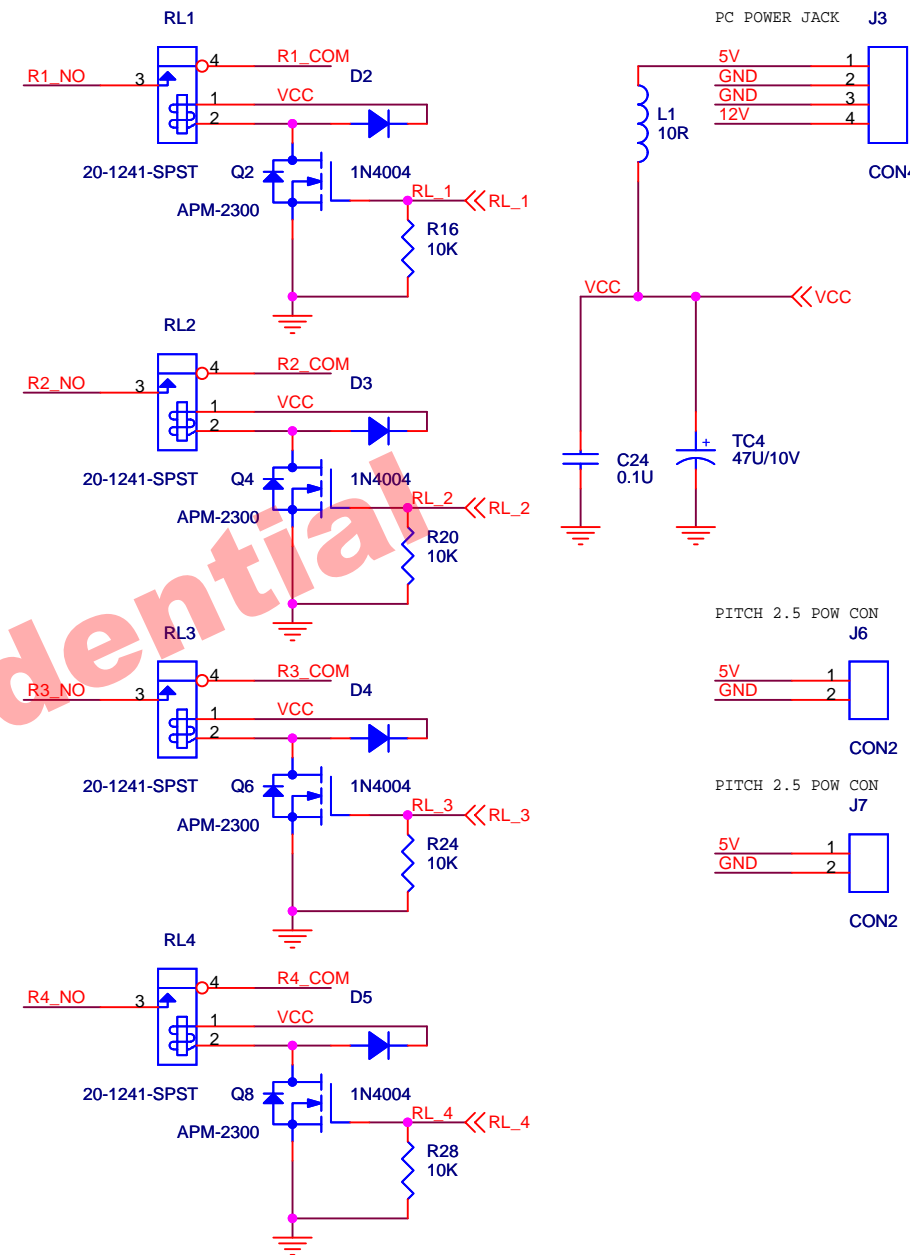 RL1
R1_NO
3
4
R1_COM
D2
1
VCC
2
20-1241-SPST
Q2
1N4004
APM-2300
RL_1
RL_1
R16
10K
RL2
R2_NO
3
4
R2_COM
D3
1
VCC
2
20-1241-SPST
Q4
1N4004
APM-2300
RL_2
RL_2
R20
10K
RL3
R3_NO
3
4
R3_COM
D4
1
VCC
2
20-1241-SPST
Q6
1N4004
APM-2300
RL_3
RL_3
R24
10K
RL4
R4_NO
3
4
R4_COM
D5
1
VCC
2
20-1241-SPST
Q8
1N4004
APM-2300
RL_4
RL_4
R28
10K
PC POWER JACK
J3
5V 1
GND 2
GND 3
12V 4
CON4
L1
10R
VCC
VCC
C24
0.1U
+
TC4
47U/10V
PITCH 2.5 POW CON
J6
5V 1
GND 2
CON2
PITCH 2.5 POW CON
J7
5V 1
GND 2
CON2
dential